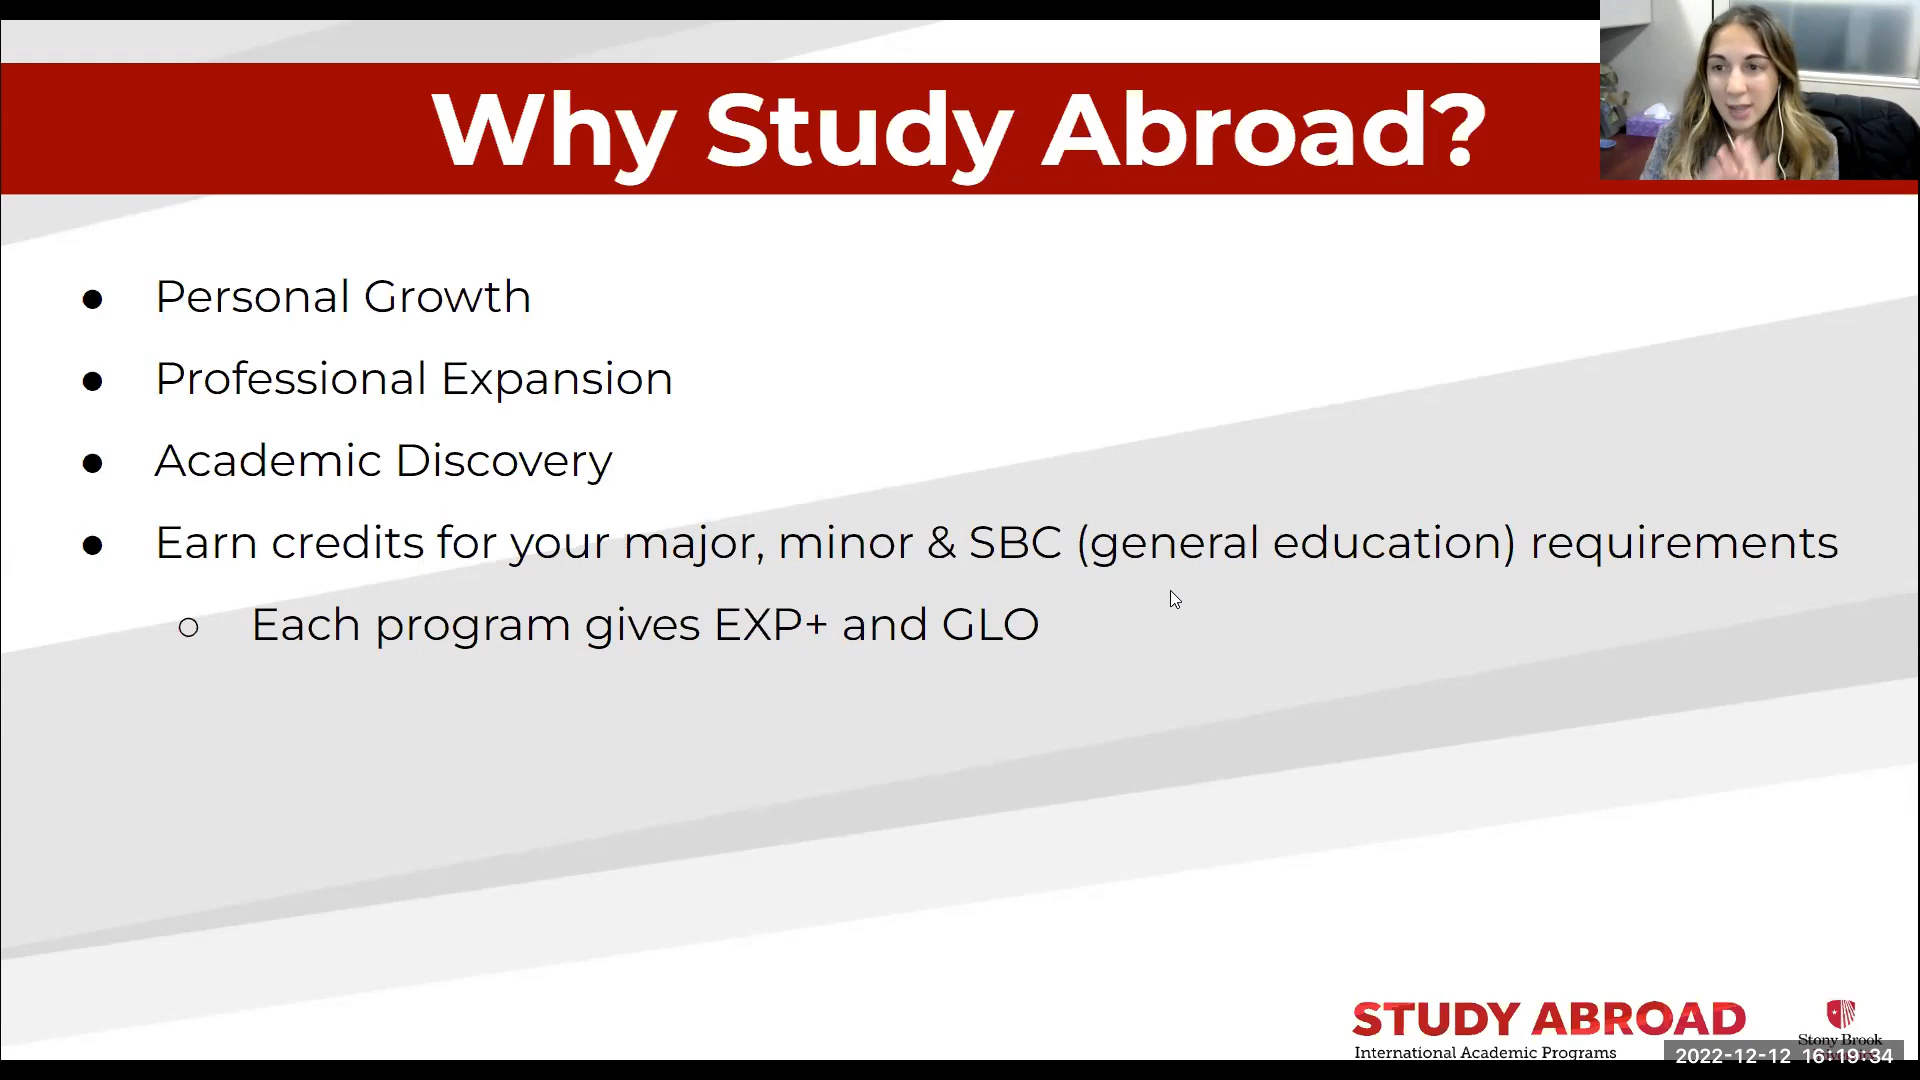 Why Study Abroad?
● Personal Growth
● Professional Expansion
● Academic Discovery
● Earn credits for your major, minor & SBC (general education) requirements
○ Each program gives EXP+ and GLO
STUDY ABROAD
International Academic Programs
Stony Brook
2022-12-12 16:19:34